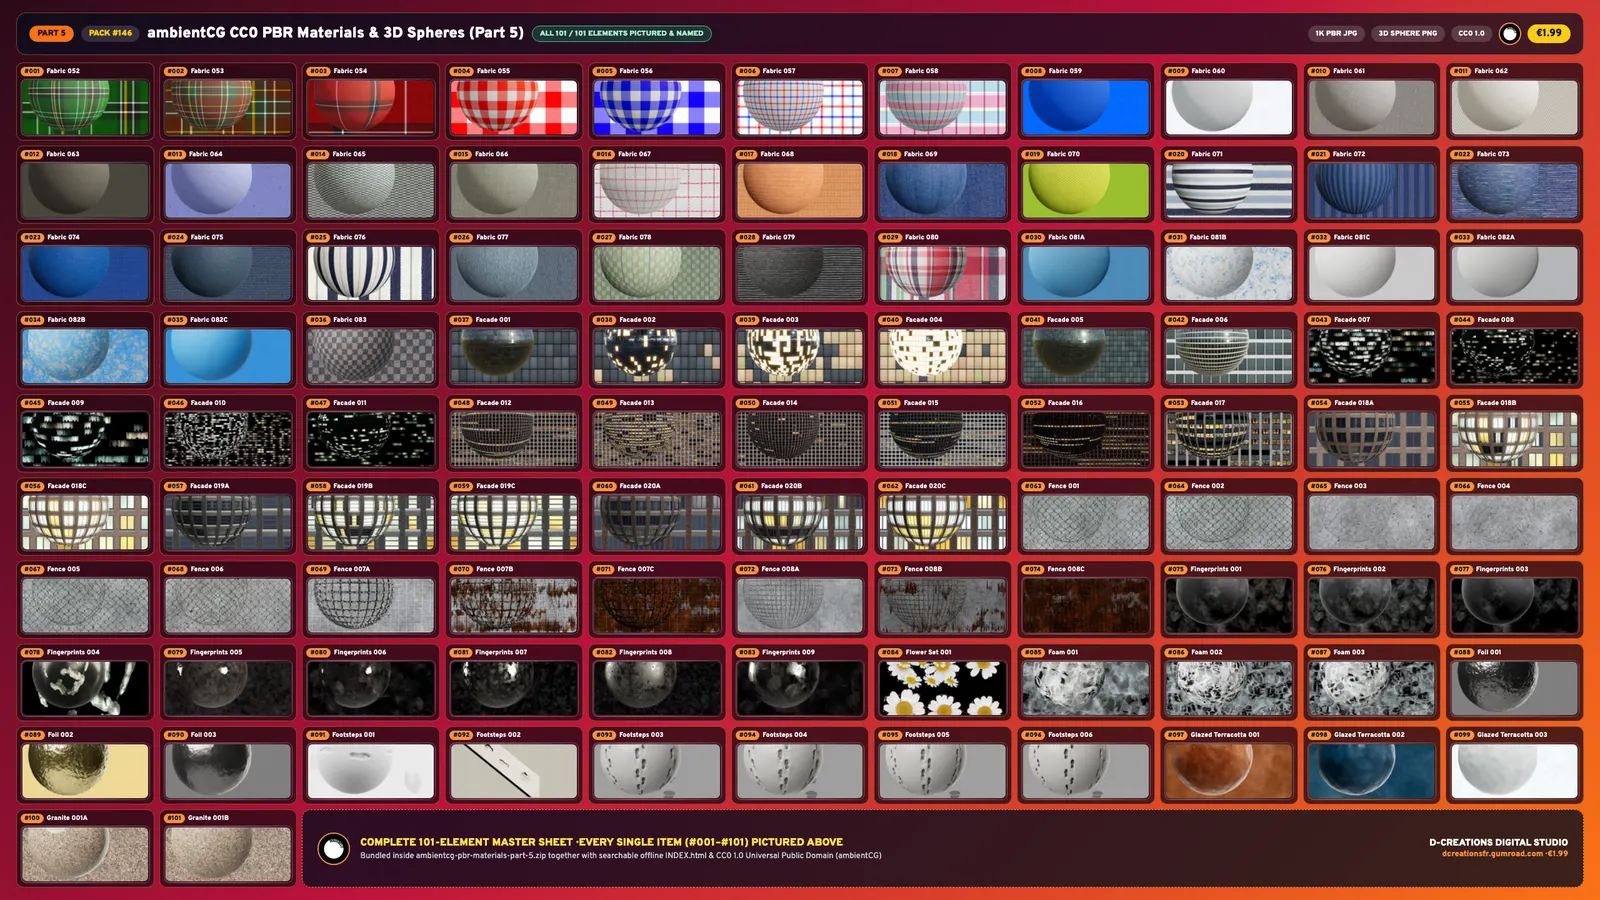 PART 5 PACK #146 ambientCG CC0 PBR Materials & 3D Spheres (Part 5) ALL 101 / 101 ELEMENTS PICTURED & NAMED 1K PBR JPG 3D SPHERE PNG CC0 1.0 €1.99
#001 Fabric 052 #002 Fabric 053 #003 Fabric 054 #004 Fabric 055 #005 Fabric 056 #006 Fabric 057 #007 Fabric 058 #008 Fabric 059 #009 Fabric 060 #010 Fabric 061 #011 Fabric 062
#012 Fabric 063 #013 Fabric 064 #014 Fabric 065 #015 Fabric 066 #016 Fabric 067 #017 Fabric 068 #018 Fabric 069 #019 Fabric 070 #020 Fabric 071 #021 Fabric 072 #022 Fabric 073
#023 Fabric 074 #024 Fabric 075 #025 Fabric 076 #026 Fabric 077 #027 Fabric 078 #028 Fabric 079 #029 Fabric 080 #030 Fabric 081A #031 Fabric 081B #032 Fabric 081C #033 Fabric 082A
#034 Fabric 082B #035 Fabric 082C #036 Fabric 083 #037 Facade 001 #038 Facade 002 #039 Facade 003 #040 Facade 004 #041 Facade 005 #042 Facade 006 #043 Facade 007 #044 Facade 008
#045 Facade 009 #046 Facade 010 #047 Facade 011 #048 Facade 012 #049 Facade 013 #050 Facade 014 #051 Facade 015 #052 Facade 016 #053 Facade 017 #054 Facade 018A #055 Facade 018B
#056 Facade 018C #057 Facade 019A #058 Facade 019B #059 Facade 019C #060 Facade 020A #061 Facade 020B #062 Facade 020C #063 Fence 001 #064 Fence 002 #065 Fence 003 #066 Fence 004
#067 Fence 005 #068 Fence 006 #069 Fence 007A #070 Fence 007B #071 Fence 007C #072 Fence 008A #073 Fence 008B #074 Fence 008C #075 Fingerprints 001 #076 Fingerprints 002 #077 Fingerprints 003
#078 Fingerprints 004 #079 Fingerprints 005 #080 Fingerprints 006 #081 Fingerprints 007 #082 Fingerprints 008 #083 Fingerprints 009 #084 Flower Set 001 #085 Foam 001 #086 Foam 002 #087 Foam 003 #088 Foil 001
#089 Foil 002 #090 Foil 003 #091 Footsteps 001 #092 Footsteps 002 #093 Footsteps 003 #094 Footsteps 004 #095 Footsteps 005 #096 Footsteps 006 #097 Glazed Terracotta 001 #098 Glazed Terracotta 002 #099 Glazed Terracotta 003
#100 Granite 001A #101 Granite 001B
COMPLETE 101-ELEMENT MASTER SHEET · EVERY SINGLE ITEM (#001–#101) PICTURED ABOVE
Bundled inside ambientcg-pbr-materials-part-5.zip together with searchable offline INDEX.html & CC0 1.0 Universal Public Domain (ambientCG)
D-CREATIONS DIGITAL STUDIO
dcreationsfr.gumroad.com · €1.99